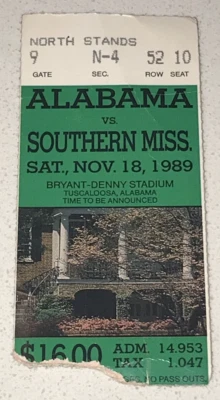 NORTH STANDS
9 N-4 52 10
GATE SEC. ROW SEAT
ALABAMA
VS.
SOUTHERN MISS.
SAT., NOV. 18, 1989
BRYANT-DENNY STADIUM
TUSCALOOSA, ALABAMA
TIME TO BE ANNOUNCED
$16.00 ADM. 14.953
TAX 1.047
NO PASS OUTS